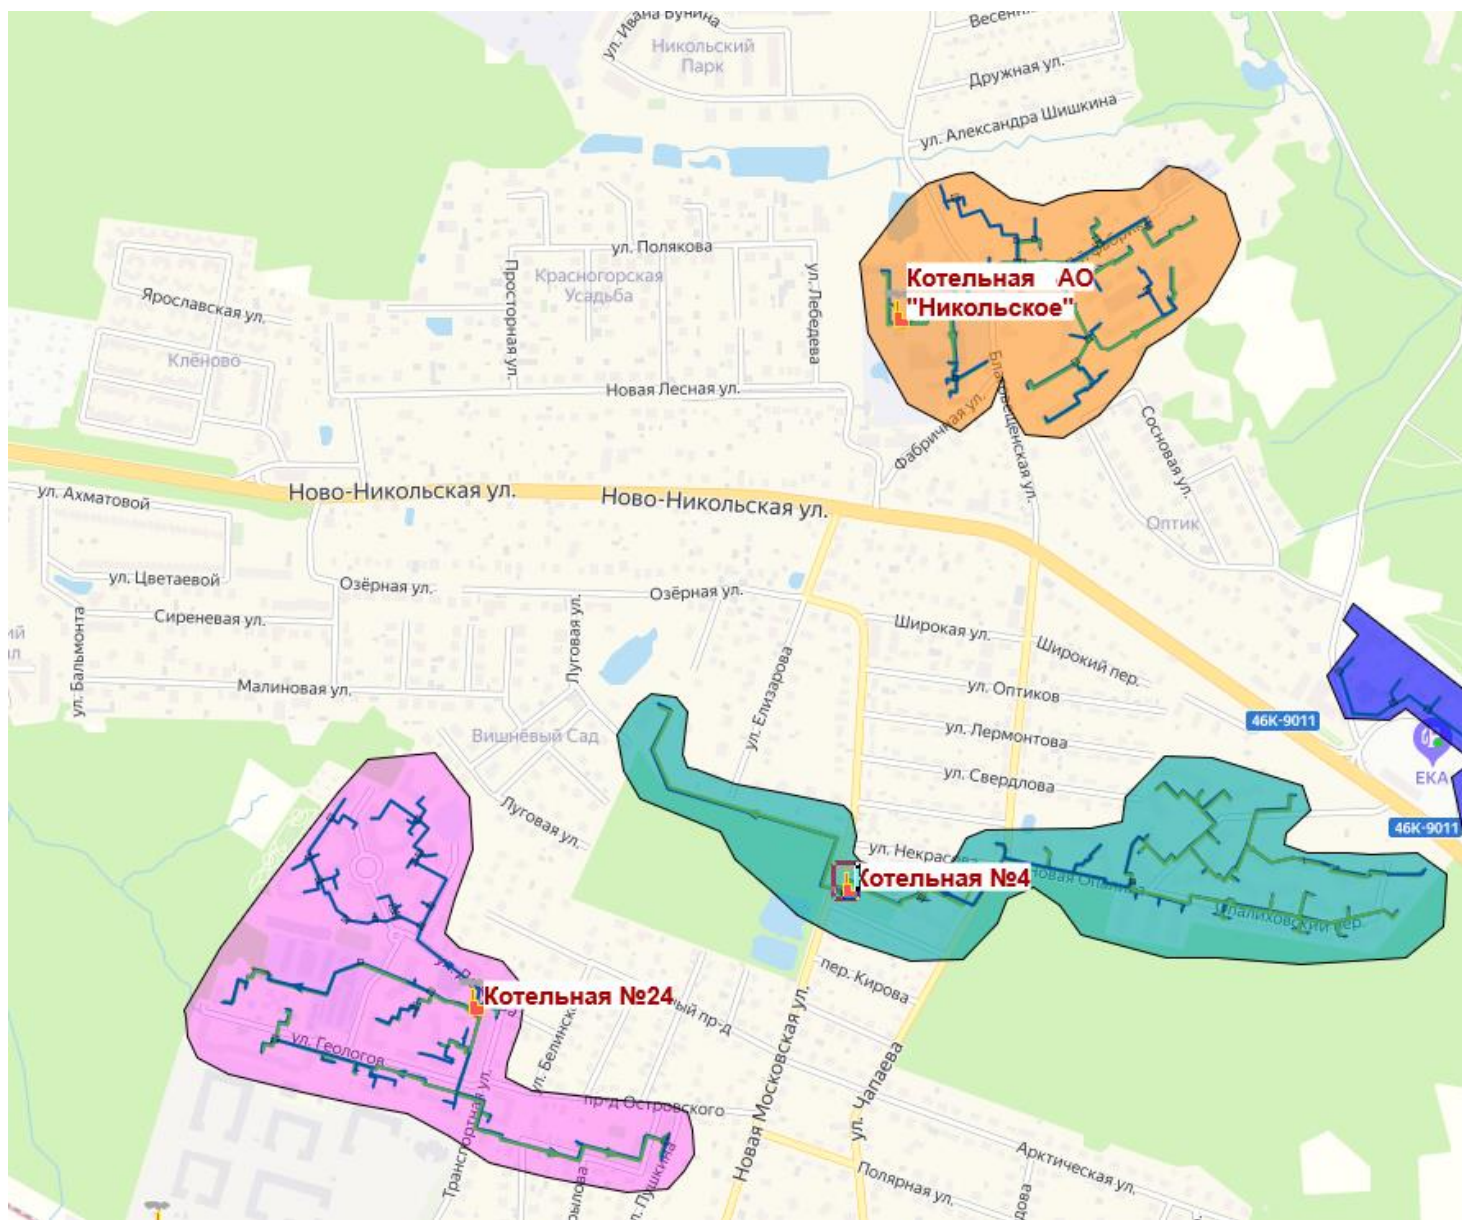 ул. Ивана Бунина
Никольский
Парк
Дружная ул.
ул. Александра Шишкина
ул. Полякова
Красногорская
Усадьба
Просторная ул.
ул. Лебедева
Ярославская ул.
Клёново
Новая Лесная ул.
Котельная АО
"Никольское"
Благовещенская ул.
Фабричная ул.
Сосновая ул.
Оптик
Ново-Никольская ул.
Ново-Никольская ул.
ул. Ахматовой
ул. Цветаевой
Сиреневая ул.
ул. Бальмонта
Малиновая ул.
Озёрная ул.
Озёрная ул.
Луговая ул.
ул. Елизарова
Широкая ул.
Широкий пер.
ул. Оптиков
ул. Лермонтова
ул. Свердлова
46К-9011
ЕКА
46К-9011
Вишнёвый Сад
Луговая ул.
ул. Некрасова
Котельная №4
Опалиховский пер.
Котельная №24
ул. Геологов
ный пр-д
пер. Кирова
Новая Московская ул.
ул. Чапаева
пр-д Островского
Транспортная ул.
ул. Пушкина
Арктическая ул.
Полярная ул.